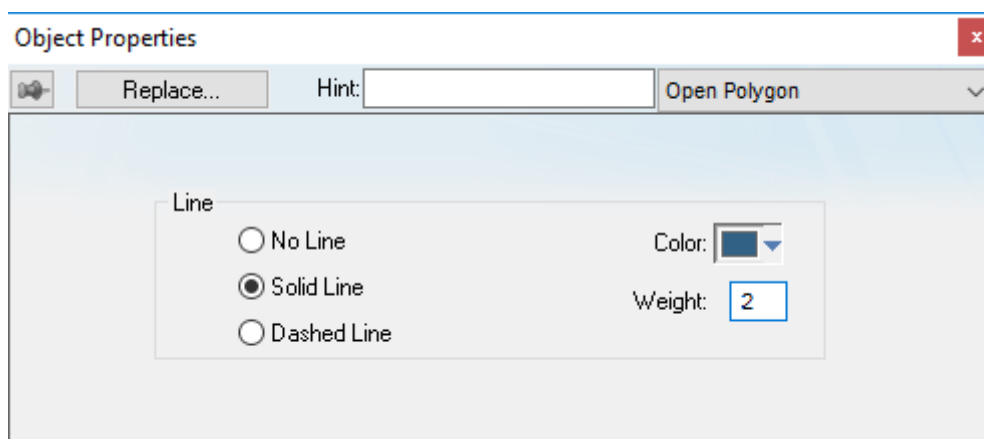 Object Properties
x
Replace... Hint: Open Polygon
Line
No Line Color:
Solid Line
Weight: 2
Dashed Line